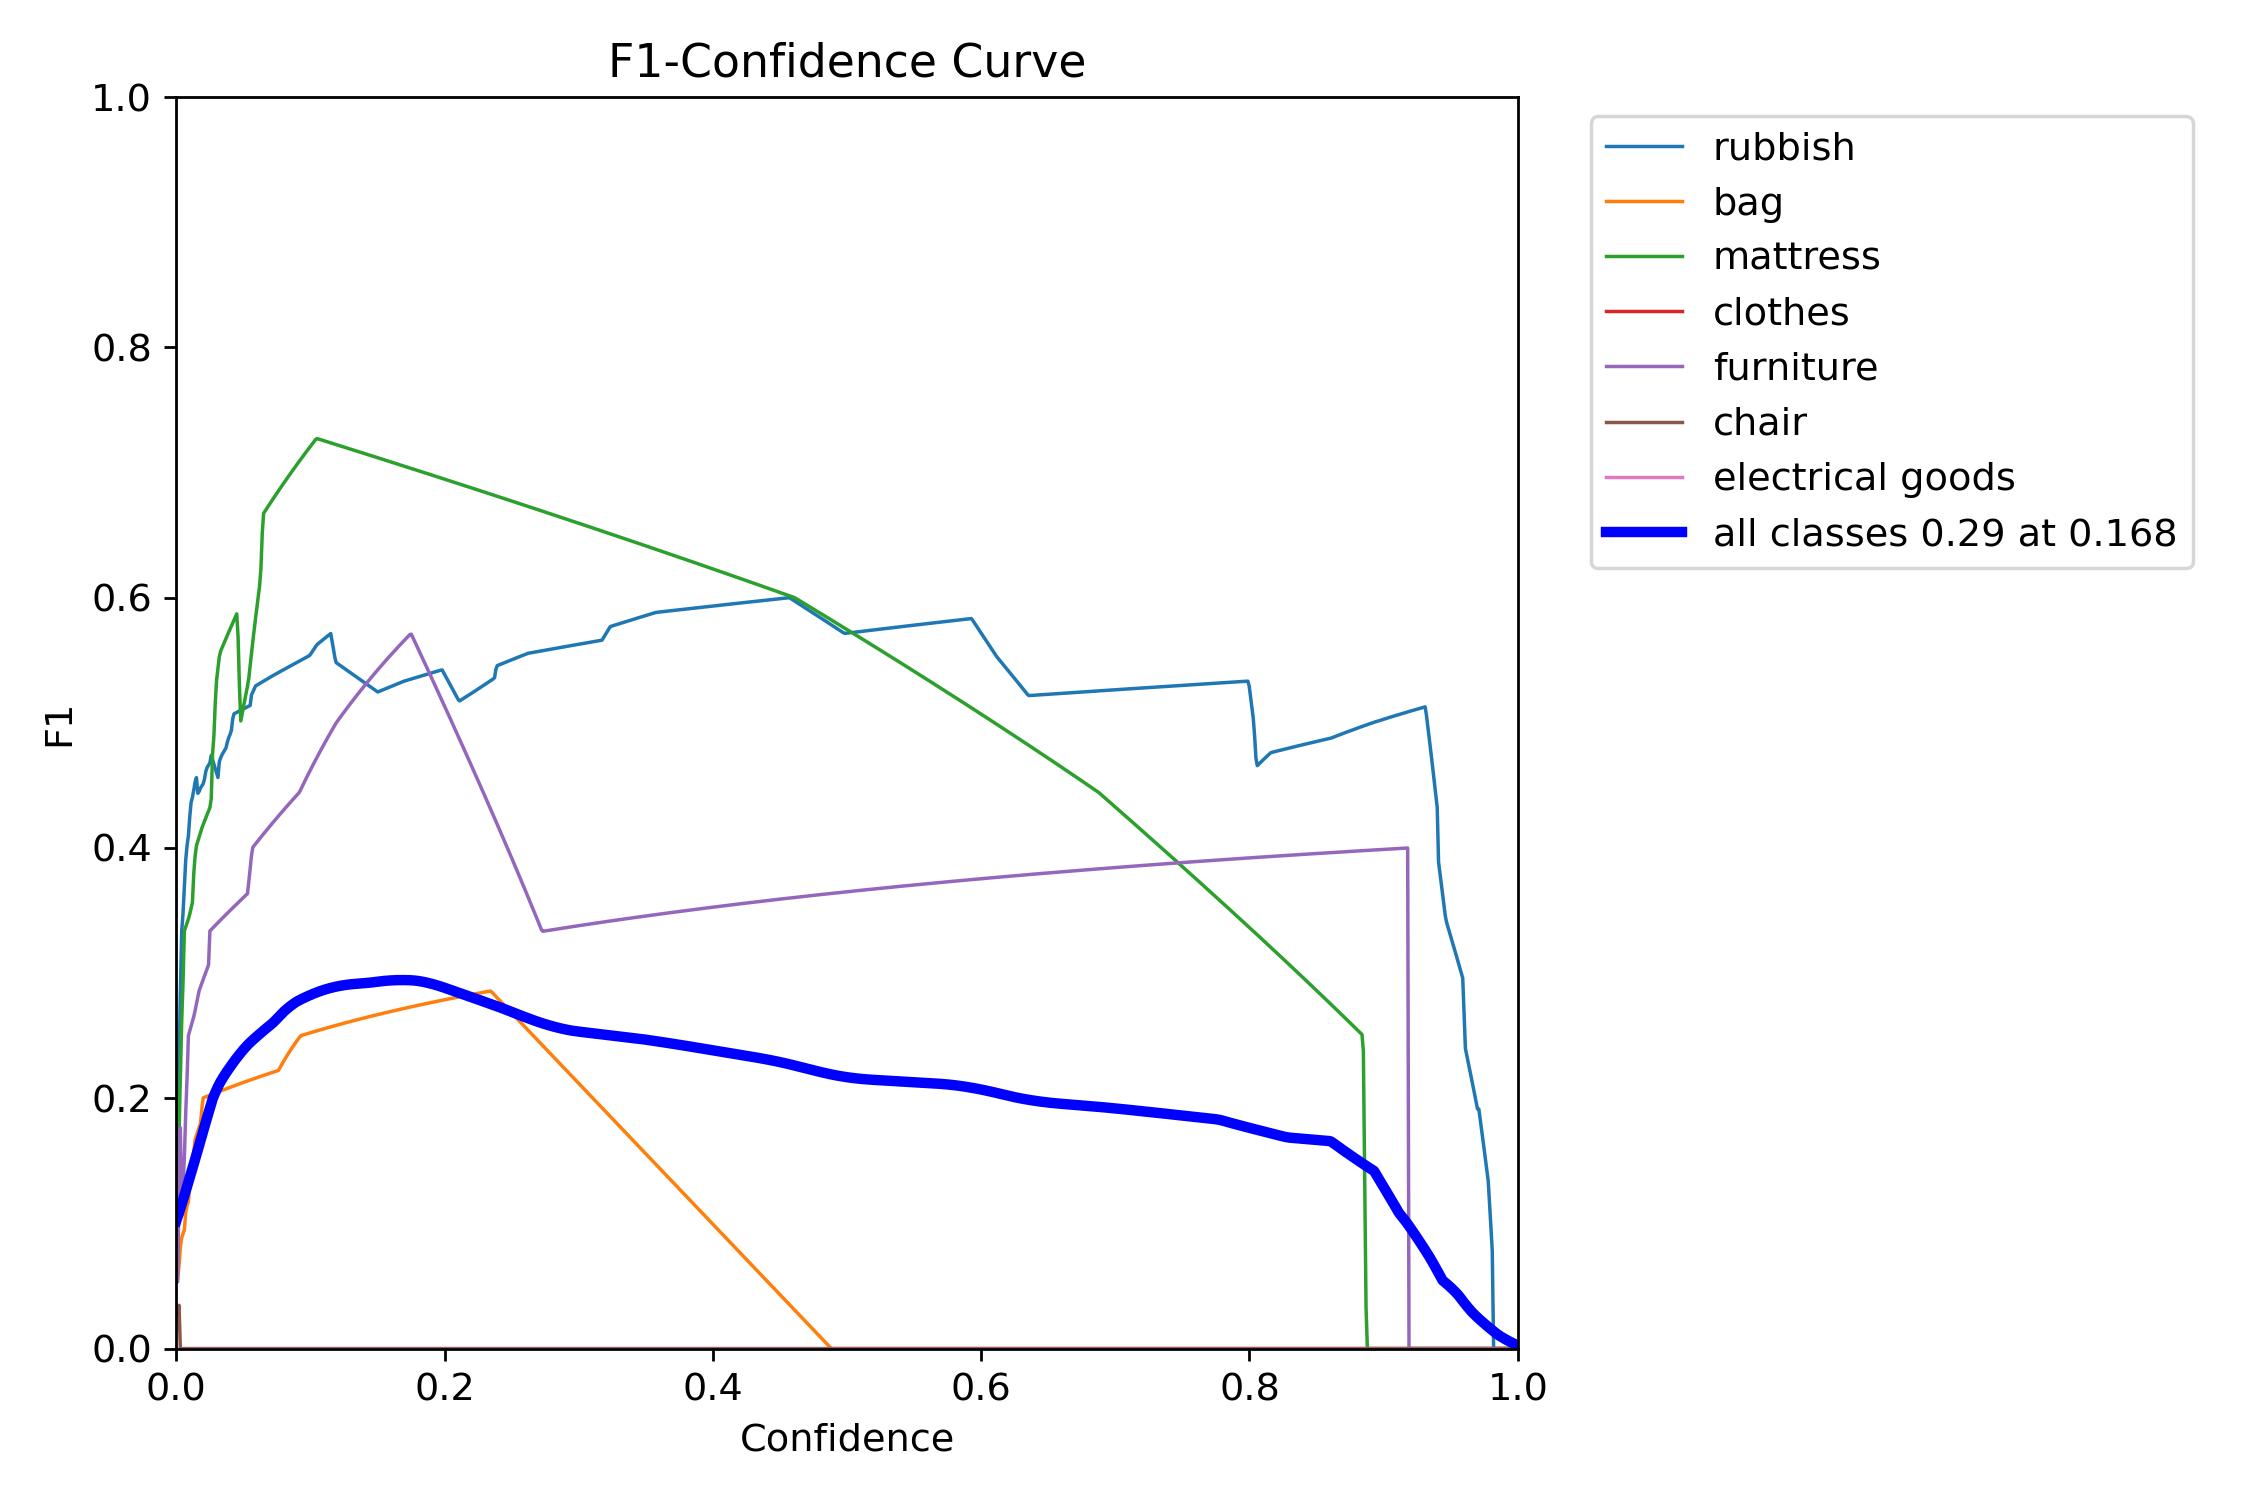 F1-Confidence Curve
1.0
0.8
0.6
0.4
0.2
0.0
F1
0.0 0.2 0.4 0.6 0.8 1.0
Confidence
rubbish
bag
mattress
clothes
furniture
chair
electrical goods
all classes 0.29 at 0.168